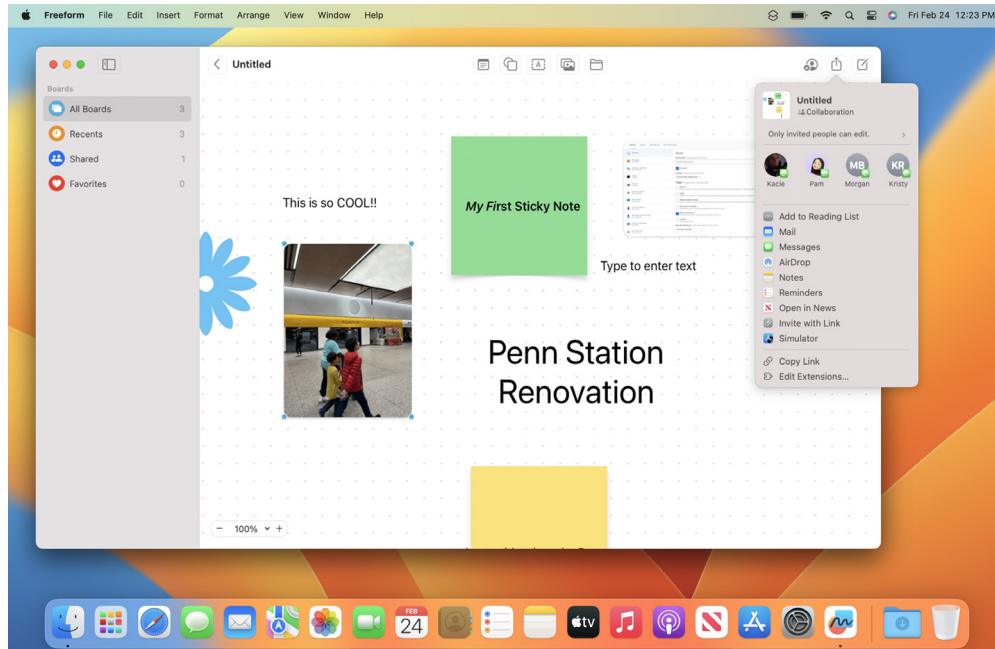 Freeform File Edit Insert Format Arrange View Window Help
Fri Feb 24 12:23 PM
Untitled
Boards
All Boards 3
Recents 3
Shared 1
Favorites 0
This is so COOL!!
My First Sticky Note
Type to enter text
Penn Station
Renovation
100%
Untitled
Collaboration
Only invited people can edit.
Kacie Pam Morgan Kristy
MB KR
Add to Reading List
Mail
Messages
AirDrop
Notes
Reminders
Open in News
Invite with Link
Simulator
Copy Link
Edit Extensions...
FEB
24
tv